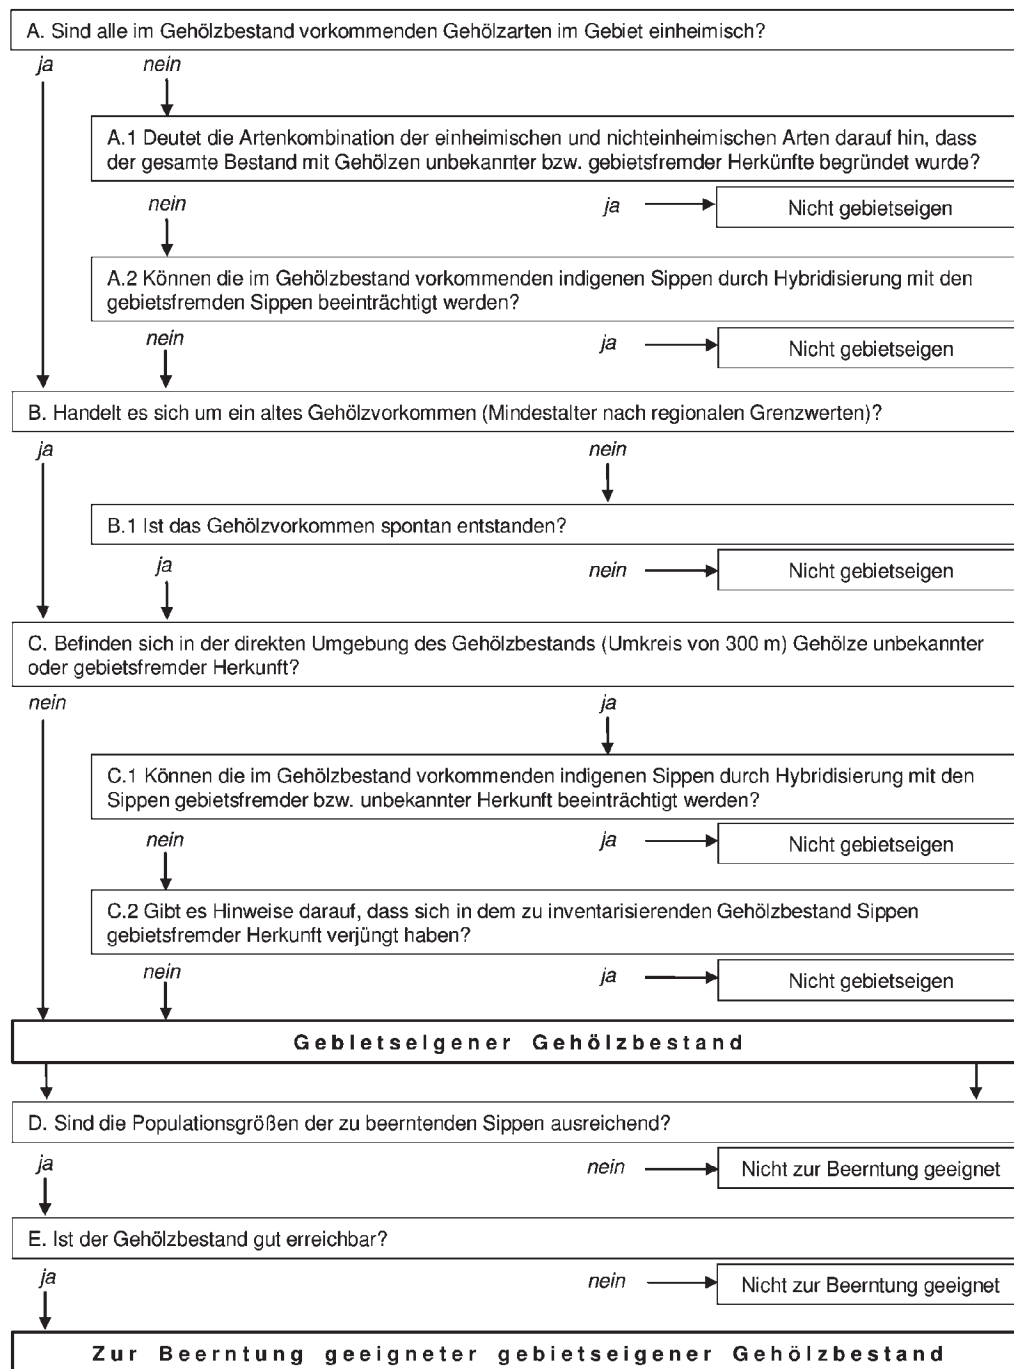 A. Sind alle im Gehölzbestand vorkommenden Gehölzarten im Gebiet einheimisch?
ja
nein
A.1 Deutet die Artenkombination der einheimischen und nichteinheimischen Arten darauf hin, dass
der gesamte Bestand mit Gehölzen unbekannter bzw. gebietsfremder Herkünfte begründet wurde?
nein
ja
Nicht gebietseigen
A.2 Können die im Gehölzbestand vorkommenden indigenen Sippen durch Hybridisierung mit den
gebietsfremden Sippen beeinträchtigt werden?
nein
ja
Nicht gebietseigen
B. Handelt es sich um ein altes Gehölzvorkommen (Mindestalter nach regionalen Grenzwerten)?
ja
nein
B.1 Ist das Gehölzvorkommen spontan entstanden?
ja
nein
Nicht gebietseigen
C. Befinden sich in der direkten Umgebung des Gehölzbestands (Umkreis von 300 m) Gehölze unbekannter
oder gebietsfremder Herkunft?
nein
ja
C.1 Können die im Gehölzbestand vorkommenden indigenen Sippen durch Hybridisierung mit den
Sippen gebietsfremder bzw. unbekannter Herkunft beeinträchtigt werden?
nein
ja
Nicht gebietseigen
C.2 Gibt es Hinweise darauf, dass sich in dem zu inventarisierenden Gehölzbestand Sippen
gebietsfremder Herkunft verjüngt haben?
nein
ja
Nicht gebietseigen
Gebietseigener Gehölzbestand
D. Sind die Populationsgrößen der zu beerntenden Sippen ausreichend?
ja
nein
Nicht zur Beerntung geeignet
E. Ist der Gehölzbestand gut erreichbar?
ja
nein
Nicht zur Beerntung geeignet
Zur Beerntung geeigneter gebietseigener Gehölzbestand